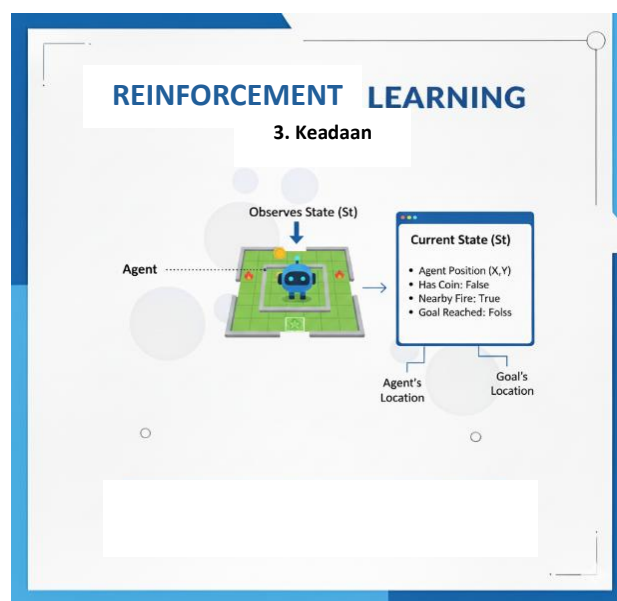 REINFORCEMENT LEARNING
3. Keadaan
Observes State (St)
Agent
Current State (St)
• Agent Position (X,Y)
• Has Coin: False
• Nearby Fire: True
• Goal Reached: Folss
Agent's
Location
Goal's
Location